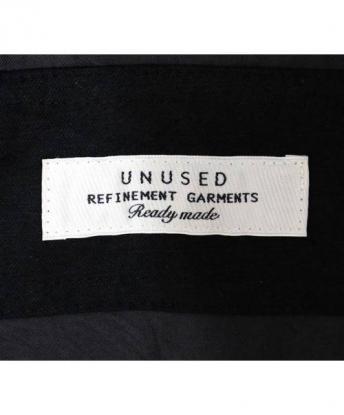 UNUSED
REFINEMENT GARMENTS
Ready made